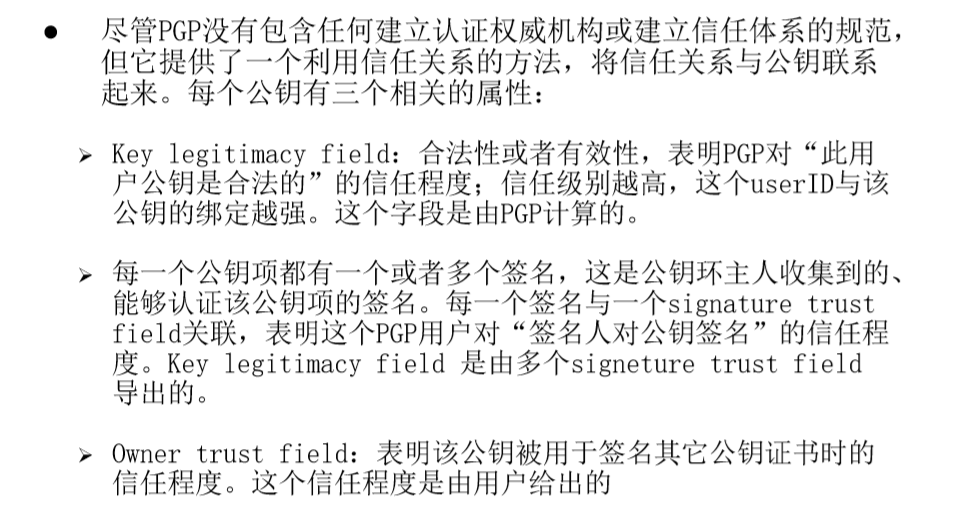 ● 尽管PGP没有包含任何建立认证权威机构或建立信任体系的规范，
但它提供了一个利用信任关系的方法，将信任关系与公钥联系
起来。每个公钥有三个相关的属性：
➢ Key legitimacy field：合法性或者有效性，表明PGP对“此用
户公钥是合法的”的信任程度；信任级别越高，这个userID与该
公钥的绑定越强。这个字段是由PGP计算的。
➢ 每一个公钥项都有一个或者多个签名，这是公钥环主人收集到的、
能够认证该公钥项的签名。每一个签名与一个signature trust
field关联，表明这个PGP用户对“签名人对公钥签名”的信任程
度。Key legitimacy field 是由多个signeture trust field
导出的。
➢ Owner trust field：表明该公钥被用于签名其它公钥证书时的
信任程度。这个信任程度是由用户给出的